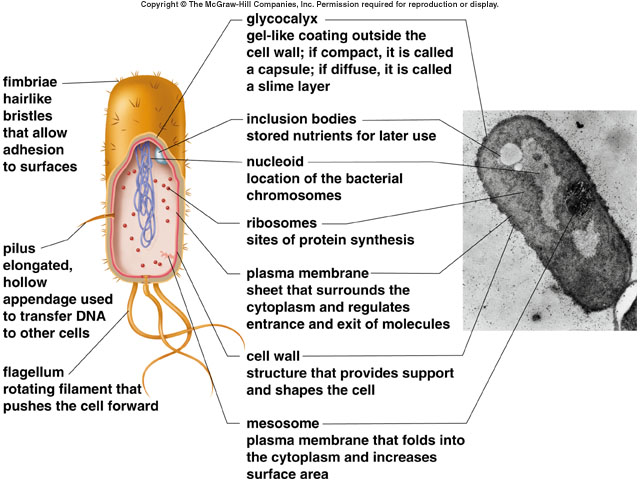 Copyright © The McGraw-Hill Companies, Inc. Permission required for reproduction or display.
fimbriae
hairlike
bristles
that allow
adhesion
to surfaces
pilus
elongated,
hollow
appendage used
to transfer DNA
to other cells
flagellum
rotating filament that
pushes the cell forward
glycocalyx
gel-like coating outside the
cell wall; if compact, it is called
a capsule; if diffuse, it is called
a slime layer
inclusion bodies
stored nutrients for later use
nucleoid
location of the bacterial
chromosomes
ribosomes
sites of protein synthesis
plasma membrane
sheet that surrounds the
cytoplasm and regulates
entrance and exit of molecules
cell wall
structure that provides support
and shapes the cell
mesosome
plasma membrane that folds into
the cytoplasm and increases
surface area